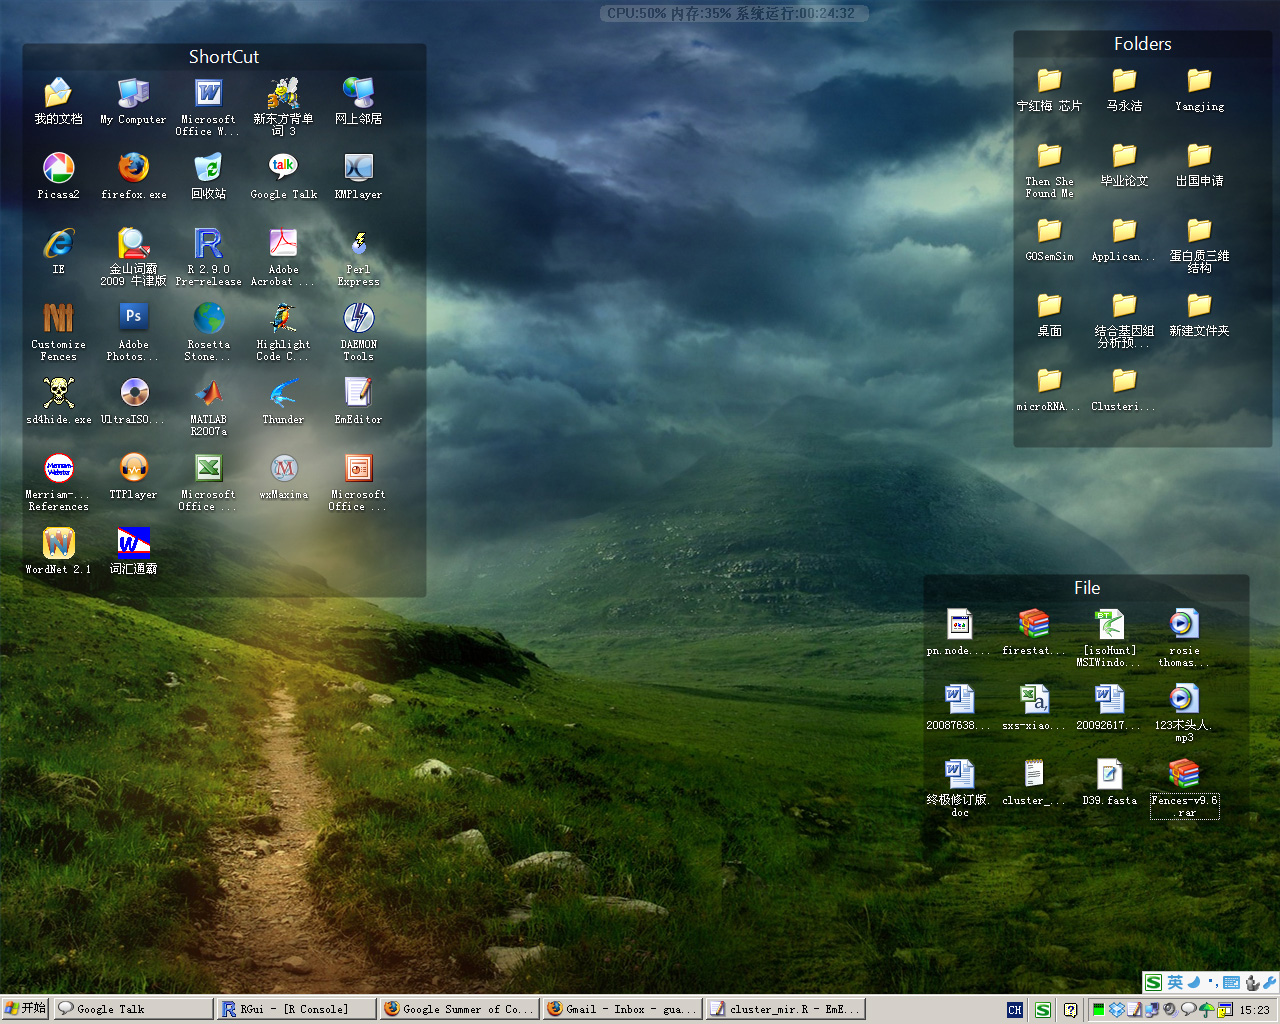 CPU:50% 内存:35% 系统运行:00:24:32
ShortCut
我的文档
My Computer
Microsoft
Office W...
新东方背单
词 3
网上邻居
Picasa2
firefox.exe
回收站
Google Talk
talk
KMPlayer
IE
金山词霸
2009 牛津版
R 2.9.0
Pre-release
Adobe
Acrobat ...
Perl
Express
Customize
Fences
Ps
Adobe
Photos...
Rosetta
Stone...
Highlight
Code C...
DAEMON
Tools
sd4hide.exe
UltraISO...
MATLAB
R2007a
Thunder
EmEditor
Merriam-...
References
TTPlayer
Microsoft
Office ...
wxMaxima
Microsoft
Office ...
WordNet 2.1
词汇通霸
Folders
宁红梅 芯片
马永洁
Yangjing
Then She
Found Me
毕业论文
出国申请
GOSemSim
Applican...
蛋白质三维
结构
桌面
结合基因组
分析预...
新建文件夹
microRNA...
Clusteri...
File
pn.node....
firestat...
[isoHunt]
MSIWindo...
rosie
thomas...
20087638...
sxs-xiao...
20092617...
123木头人.
mp3
终极修订版.
doc
cluster_...
D39.fasta
Fences-v9.6
.rar
英
开始
Google Talk
RGui - [R Console]
Google Summer of Co...
Gmail - Inbox - gua...
cluster_mir.R - EmE...
CH
15:23